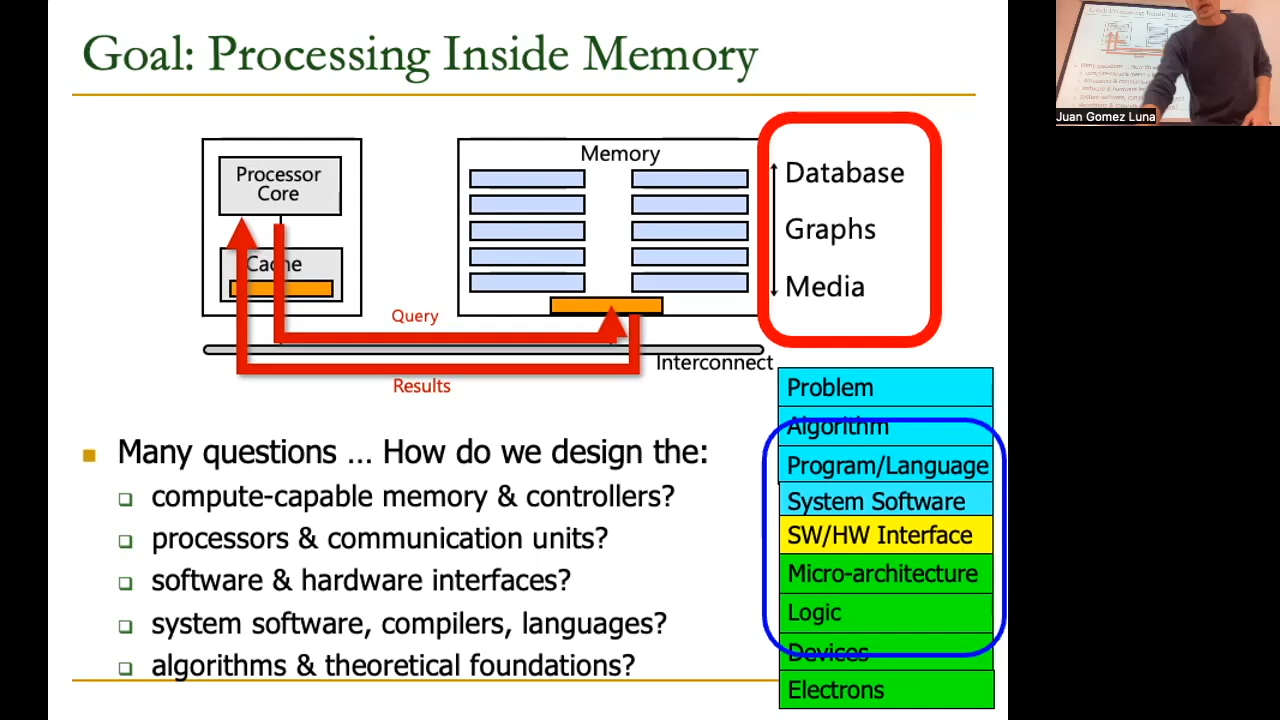 Goal: Processing Inside Memory
Processor
Core
Cache
Memory
Database
Graphs
Media
Query
Interconnect
Results
Many questions … How do we design the:
compute-capable memory & controllers?
processors & communication units?
software & hardware interfaces?
system software, compilers, languages?
algorithms & theoretical foundations?
Problem
Algorithm
Program/Language
System Software
SW/HW Interface
Micro-architecture
Logic
Devices
Electrons
Juan Gomez Luna